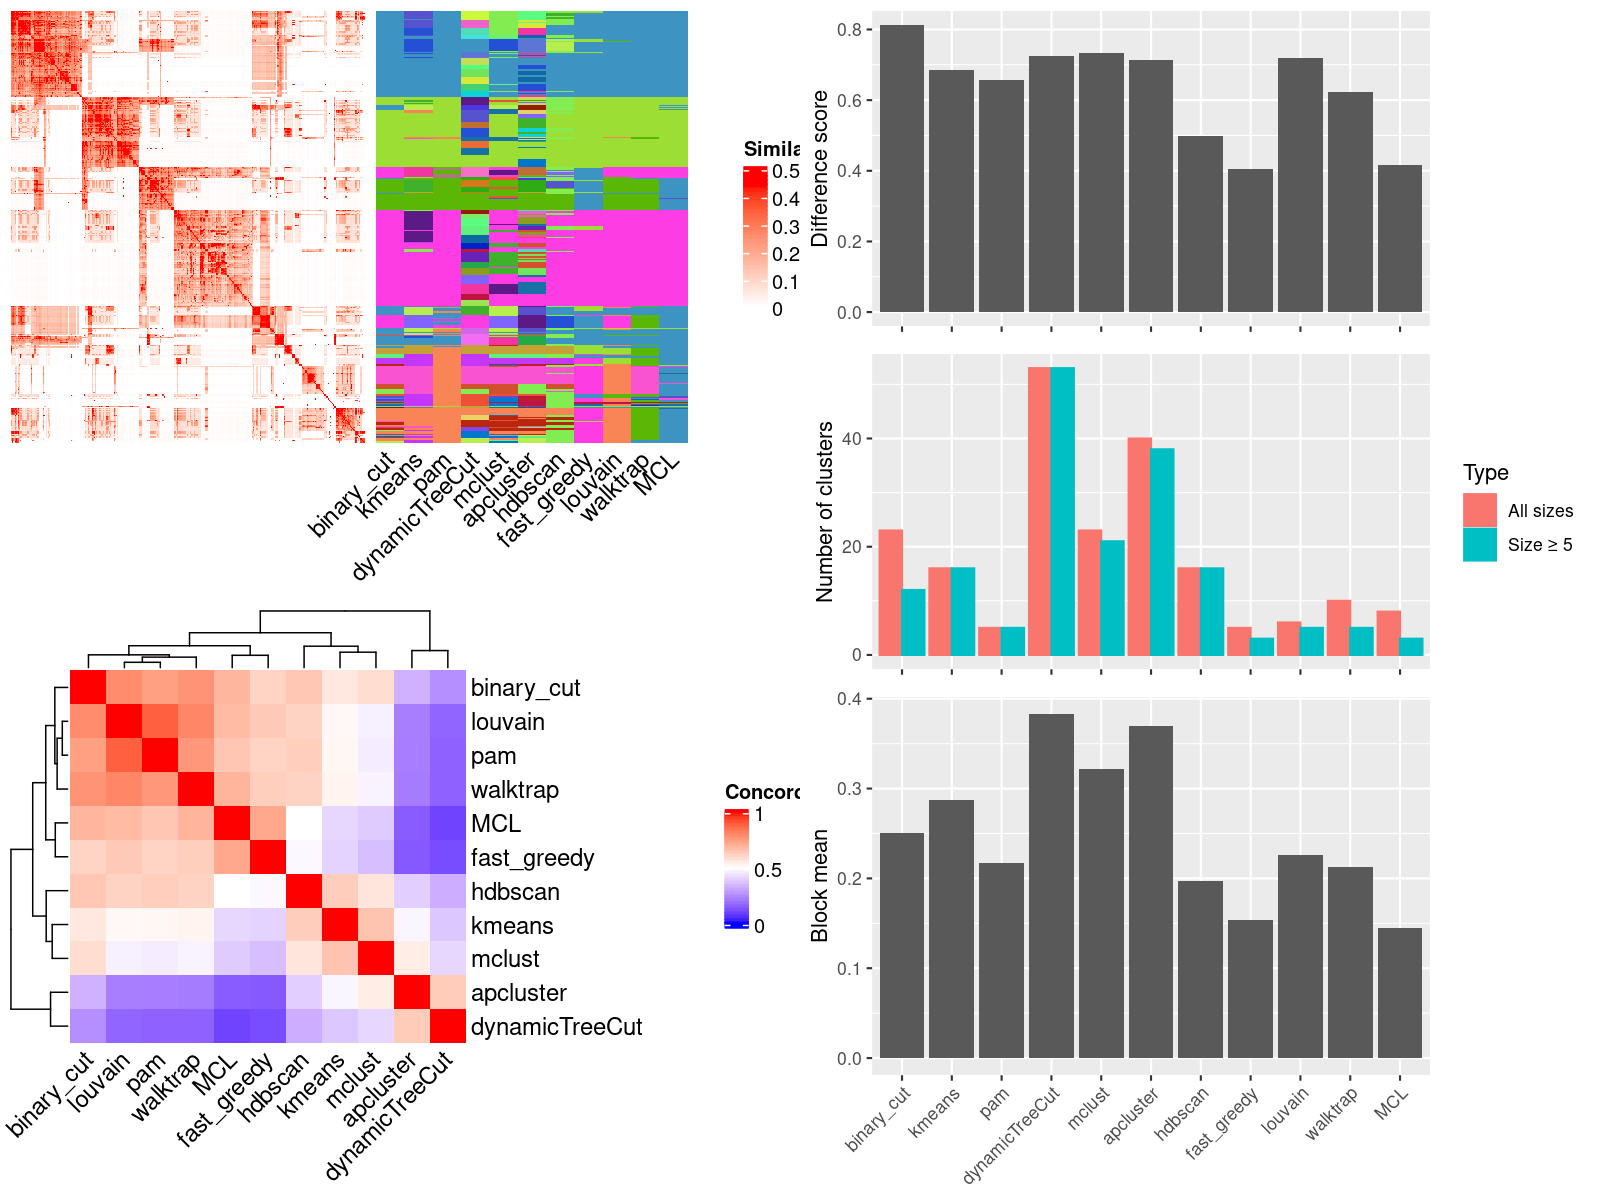 Simila
0.5
0.4
0.3
0.2
0.1
0
binary_cut
kmeans
pam
dynamicTreeCut
mclust
apcluster
hdbscan
fast_greedy
louvain
walktrap
MCL
binary_cut
louvain
pam
walktrap
MCL
fast_greedy
hdbscan
kmeans
mclust
apcluster
dynamicTreeCut
binary_cut
louvain
pam
walktrap
MCL
fast_greedy
hdbscan
kmeans
mclust
apcluster
dynamicTreeCut
Concord
1
0.5
0
Difference score
0.8
0.6
0.4
0.2
0.0
Number of clusters
40
20
0
Type
All sizes
Size ≥ 5
Block mean
0.4
0.3
0.2
0.1
0.0
binary_cut
kmeans
pam
dynamicTreeCut
mclust
apcluster
hdbscan
fast_greedy
louvain
walktrap
MCL